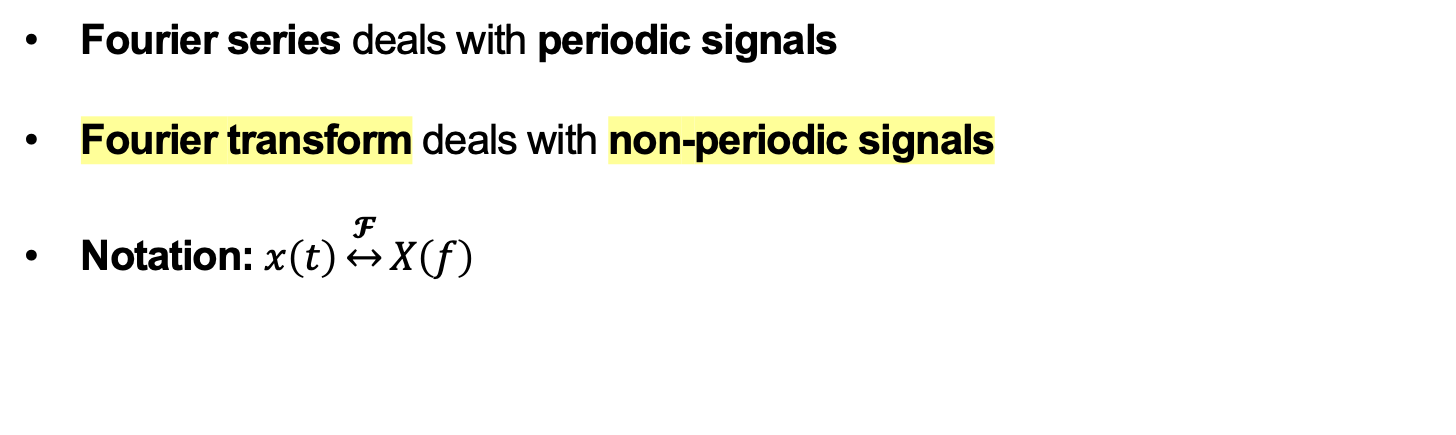 • Fourier series deals with periodic signals
• Fourier transform deals with non-periodic signals
• Notation: 𝑥(𝑡) ↔ 𝑋(𝑓)
ℱ